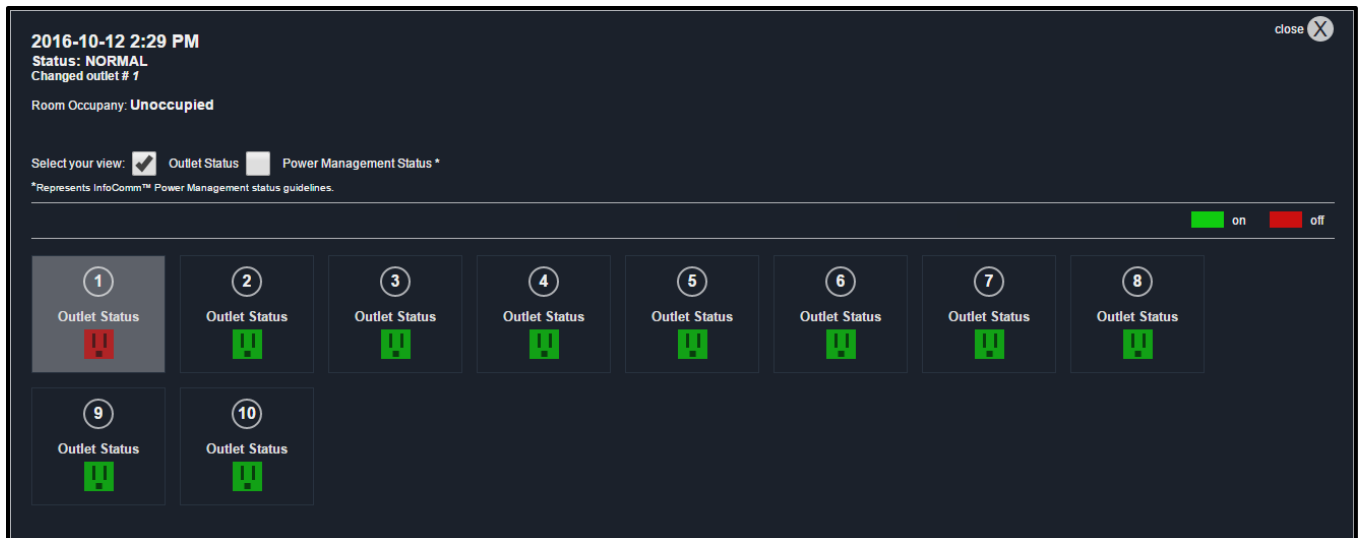 close X
2016-10-12 2:29 PM
Status: NORMAL
Changed outlet # 1
Room Occupany: Unoccupied
Select your view: Outlet Status Power Management Status *
*Represents InfoComm™ Power Management status guidelines.
on off
1 2 3 4 5 6 7 8
Outlet Status Outlet Status Outlet Status Outlet Status Outlet Status Outlet Status Outlet Status Outlet Status
9 10
Outlet Status Outlet Status